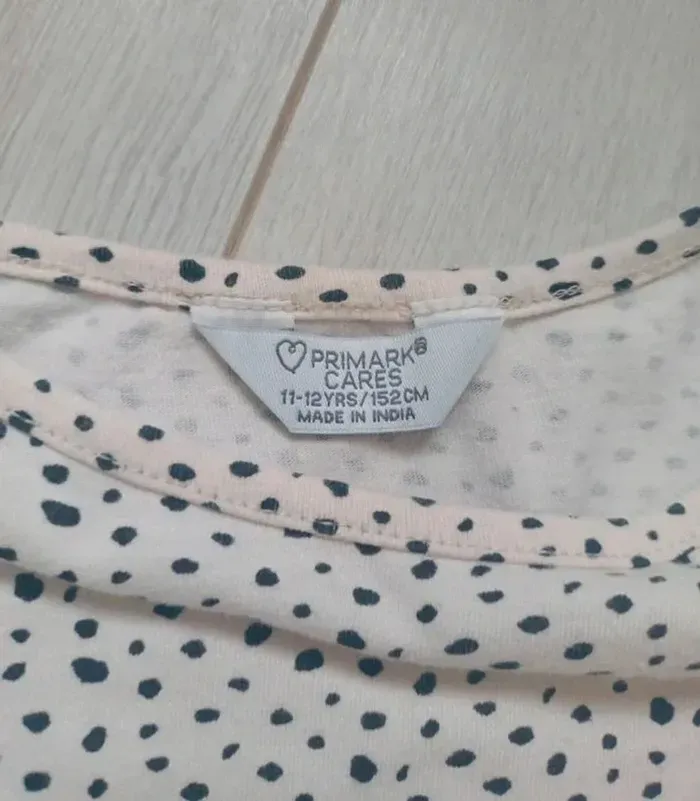 PRIMARK®
CARES
11-12YRS/152CM
MADE IN INDIA